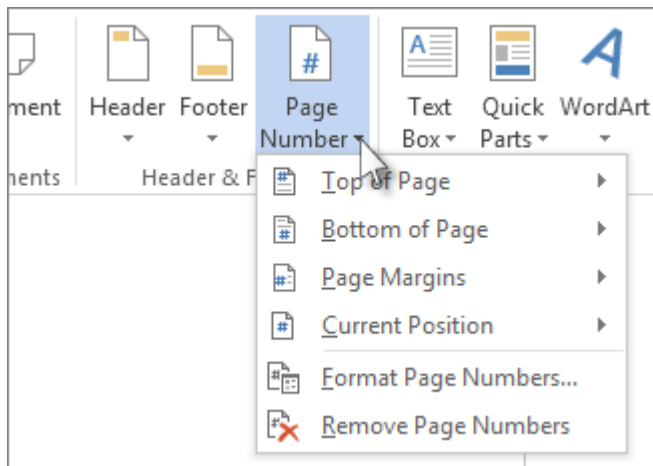 ment Header Footer Page Text Quick WordArt
Number Box Parts
nents Header & F
Top of Page
Bottom of Page
Page Margins
Current Position
Format Page Numbers...
Remove Page Numbers